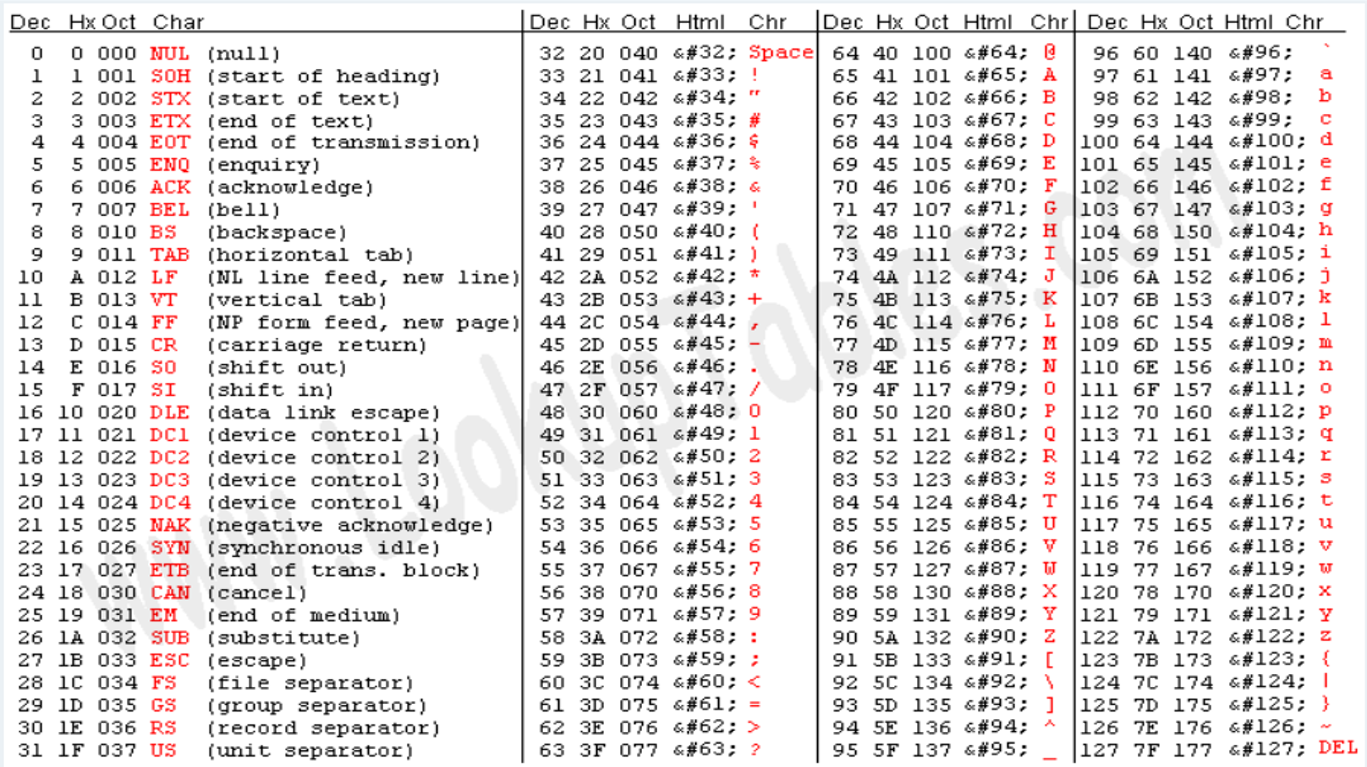 Dec Hx Oct Char Dec Hx Oct Html Chr Dec Hx Oct Html Chr Dec Hx Oct Html Chr
0 0 000 NUL (null) 32 20 040 &#32; Space 64 40 100 &#64; @ 96 60 140 &#96; `
1 1 001 SOH (start of heading) 33 21 041 &#33; ! 65 41 101 &#65; A 97 61 141 &#97; a
2 2 002 STX (start of text) 34 22 042 &#34; " 66 42 102 &#66; B 98 62 142 &#98; b
3 3 003 ETX (end of text) 35 23 043 &#35; # 67 43 103 &#67; C 99 63 143 &#99; c
4 4 004 EOT (end of transmission) 36 24 044 &#36; $ 68 44 104 &#68; D 100 64 144 &#100; d
5 5 005 ENQ (enquiry) 37 25 045 &#37; % 69 45 105 &#69; E 101 65 145 &#101; e
6 6 006 ACK (acknowledge) 38 26 046 &#38; & 70 46 106 &#70; F 102 66 146 &#102; f
7 7 007 BEL (bell) 39 27 047 &#39; ' 71 47 107 &#71; G 103 67 147 &#103; g
8 8 010 BS (backspace) 40 28 050 &#40; ( 72 48 110 &#72; H 104 68 150 &#104; h
9 9 011 TAB (horizontal tab) 41 29 051 &#41; ) 73 49 111 &#73; I 105 69 151 &#105; i
10 A 012 LF (NL line feed, new line) 42 2A 052 &#42; * 74 4A 112 &#74; J 106 6A 152 &#106; j
11 B 013 VT (vertical tab) 43 2B 053 &#43; + 75 4B 113 &#75; K 107 6B 153 &#107; k
12 C 014 FF (NP form feed, new page) 44 2C 054 &#44; , 76 4C 114 &#76; L 108 6C 154 &#108; l
13 D 015 CR (carriage return) 45 2D 055 &#45; - 77 4D 115 &#77; M 109 6D 155 &#109; m
14 E 016 SO (shift out) 46 2E 056 &#46; . 78 4E 116 &#78; N 110 6E 156 &#110; n
15 F 017 SI (shift in) 47 2F 057 &#47; / 79 4F 117 &#79; O 111 6F 157 &#111; o
16 10 020 DLE (data link escape) 48 30 060 &#48; 0 80 50 120 &#80; P 112 70 160 &#112; p
17 11 021 DC1 (device control 1) 49 31 061 &#49; 1 81 51 121 &#81; Q 113 71 161 &#113; q
18 12 022 DC2 (device control 2) 50 32 062 &#50; 2 82 52 122 &#82; R 114 72 162 &#114; r
19 13 023 DC3 (device control 3) 51 33 063 &#51; 3 83 53 123 &#83; S 115 73 163 &#115; s
20 14 024 DC4 (device control 4) 52 34 064 &#52; 4 84 54 124 &#84; T 116 74 164 &#116; t
21 15 025 NAK (negative acknowledge) 53 35 065 &#53; 5 85 55 125 &#85; U 117 75 165 &#117; u
22 16 026 SYN (synchronous idle) 54 36 066 &#54; 6 86 56 126 &#86; V 118 76 166 &#118; v
23 17 027 ETB (end of trans. block) 55 37 067 &#55; 7 87 57 127 &#87; W 119 77 167 &#119; w
24 18 030 CAN (cancel) 56 38 070 &#56; 8 88 58 130 &#88; X 120 78 170 &#120; x
25 19 031 EM (end of medium) 57 39 071 &#57; 9 89 59 131 &#89; Y 121 79 171 &#121; y
26 1A 032 SUB (substitute) 58 3A 072 &#58; : 90 5A 132 &#90; Z 122 7A 172 &#122; z
27 1B 033 ESC (escape) 59 3B 073 &#59; ; 91 5B 133 &#91; [ 123 7B 173 &#123; {
28 1C 034 FS (file separator) 60 3C 074 &#60; < 92 5C 134 &#92; \ 124 7C 174 &#124; |
29 1D 035 GS (group separator) 61 3D 075 &#61; = 93 5D 135 &#93; ] 125 7D 175 &#125; }
30 1E 036 RS (record separator) 62 3E 076 &#62; > 94 5E 136 &#94; ^ 126 7E 176 &#126; ~
31 1F 037 US (unit separator) 63 3F 077 &#63; ? 95 5F 137 &#95; _ 127 7F 177 &#127; DEL
www.LookupTables.com